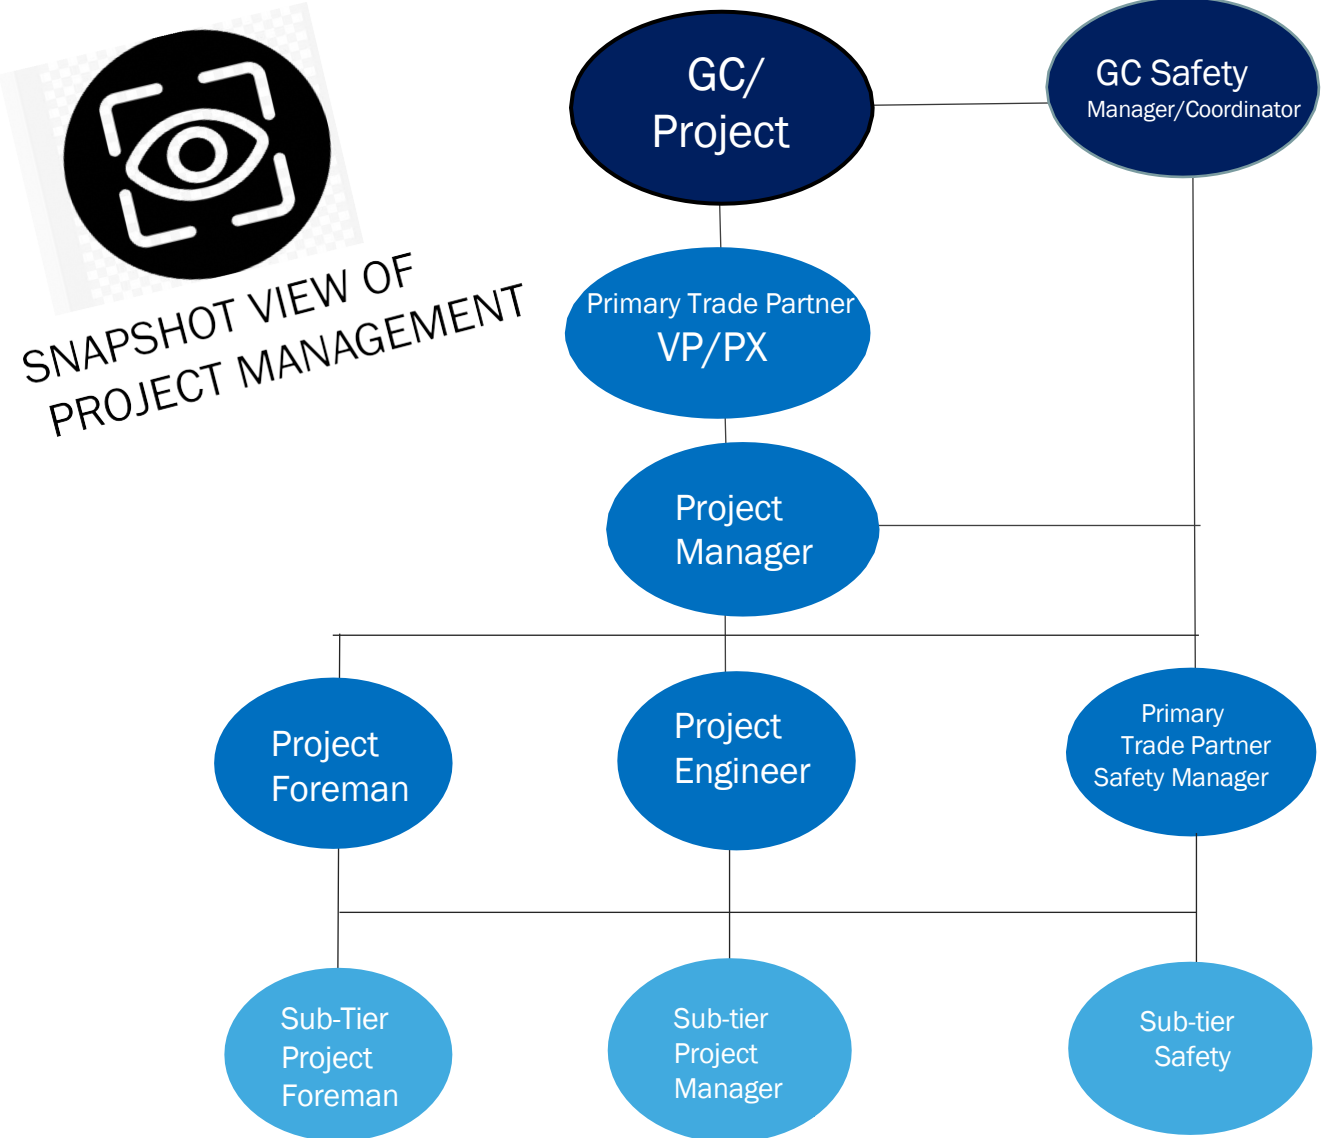 SNAPSHOT VIEW OF
PROJECT MANAGEMENT
GC/
Project
GC Safety
Manager/Coordinator
Primary Trade Partner
VP/PX
Project
Manager
Project
Foreman
Project
Engineer
Primary
Trade Partner
Safety Manager
Sub-Tier
Project
Foreman
Sub-tier
Project
Manager
Sub-tier
Safety